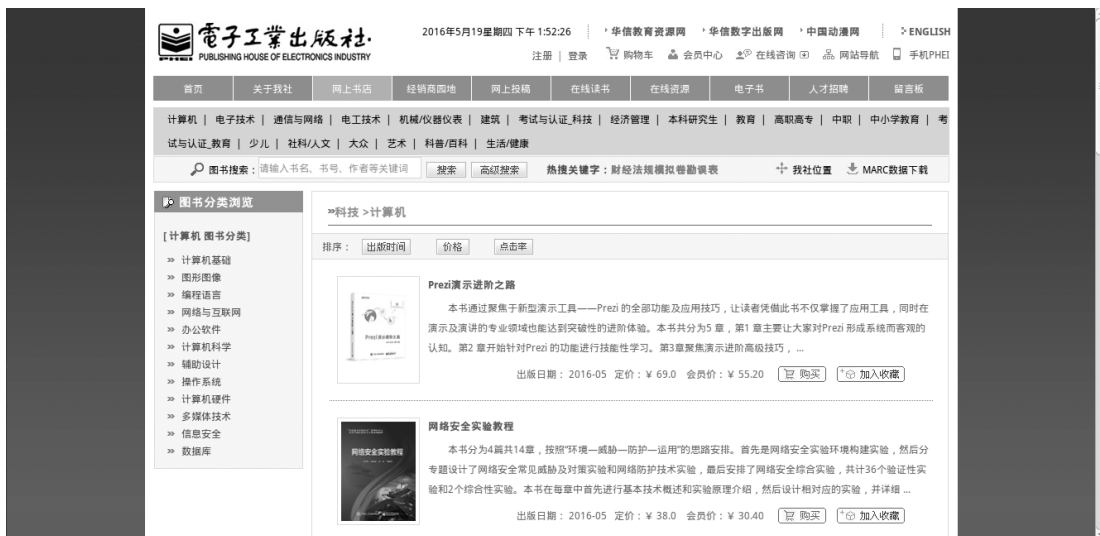 電子工業出版社·
PUBLISHING HOUSE OF ELECTRONICS INDUSTRY
PHEI
2016年5月19星期四 下午 1:52:26 华信教育资源网 华信数字出版网 中国动漫网 ENGLISH
注册 | 登录 购物车 会员中心 在线咨询 网站导航 手机PHEI
首页 关于我社 网上书店 经销商园地 网上投稿 在线读书 在线资源 电子书 人才招聘 留言板
计算机 | 电子技术 | 通信与网络 | 电工技术 | 机械/仪器仪表 | 建筑 | 考试与认证_科技 | 经济管理 | 本科研究生 | 教育 | 高职高专 | 中职 | 中小学教育 | 考
试与认证_教育 | 少儿 | 社科/人文 | 大众 | 艺术 | 科普/百科 | 生活/健康
图书搜索：请输入书名、书号、作者等关键词 搜索 高级搜索 热搜关键字：财经法规模拟卷勘误表 我社位置 MARC数据下载
图书分类浏览
[计算机 图书分类]
» 计算机基础
» 图形图像
» 编程语言
» 网络与互联网
» 办公软件
» 计算机科学
» 辅助设计
» 操作系统
» 计算机硬件
» 多媒体技术
» 信息安全
» 数据库
»科技 >计算机
排序： 出版时间 价格 点击率
Prezi演示进阶之路
Prezi演示进阶之路
本书通过聚焦于新型演示工具——Prezi 的全部功能及应用技巧，让读者凭借此书不仅掌握了应用工具，同时在
演示及演讲的专业领域也能达到突破性的进阶体验。本书共分为5 章，第1 章主要让大家对Prezi 形成系统而客观的
认知。第2 章开始针对Prezi 的功能进行技能性学习。第3章聚焦演示进阶高级技巧，...
出版日期：2016-05 定价：¥ 69.0 会员价：¥ 55.20 购买 加入收藏
网络安全实验教程
网络安全实验教程
本书分为4篇共14章，按照“环境—威胁—防护—运用”的思路安排。首先是网络安全实验环境构建实验，然后分
专题设计了网络安全常见威胁及对策实验和网络防护技术实验，最后安排了网络安全综合实验，共计36个验证性实
验和2个综合性实验。本书在每章中首先进行基本技术概述和实验原理介绍，然后设计相对应的实验，并详细 ...
出版日期：2016-05 定价：¥ 38.0 会员价：¥ 30.40 购买 加入收藏